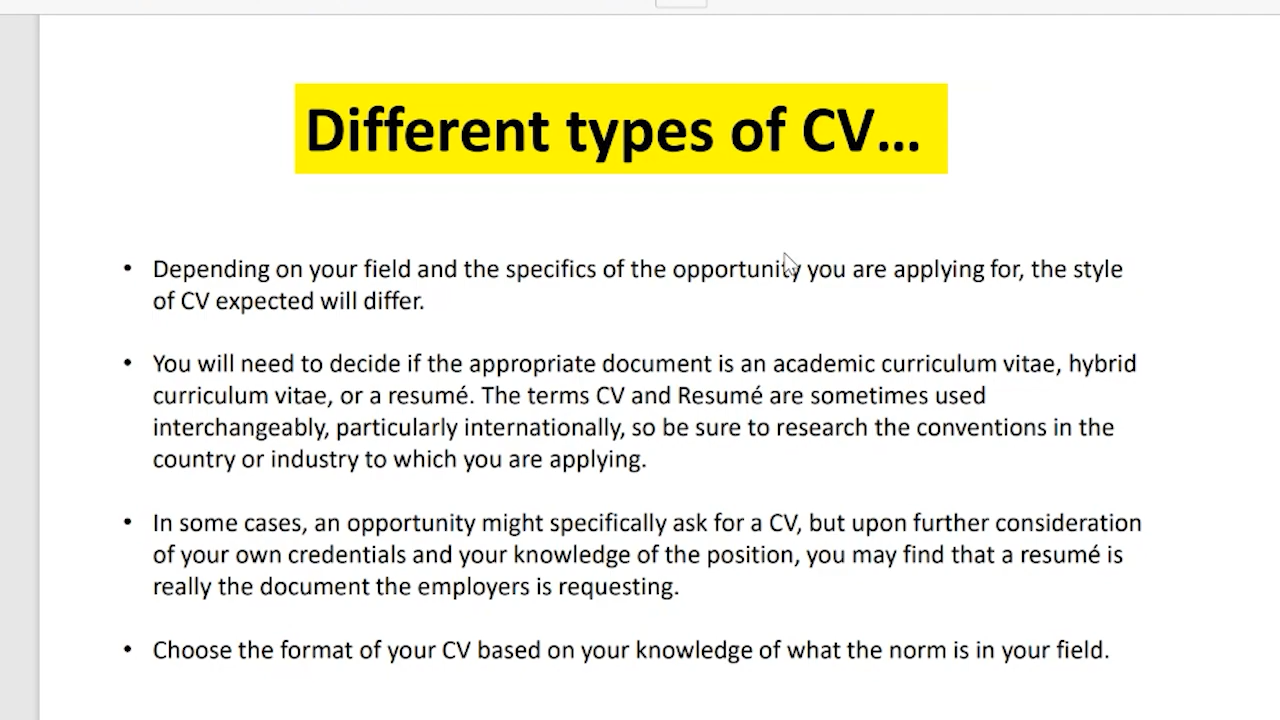 Different types of CV...
• Depending on your field and the specifics of the opportunity you are applying for, the style
of CV expected will differ.
• You will need to decide if the appropriate document is an academic curriculum vitae, hybrid
curriculum vitae, or a resumé. The terms CV and Resumé are sometimes used
interchangeably, particularly internationally, so be sure to research the conventions in the
country or industry to which you are applying.
• In some cases, an opportunity might specifically ask for a CV, but upon further consideration
of your own credentials and your knowledge of the position, you may find that a resumé is
really the document the employers is requesting.
• Choose the format of your CV based on your knowledge of what the norm is in your field.